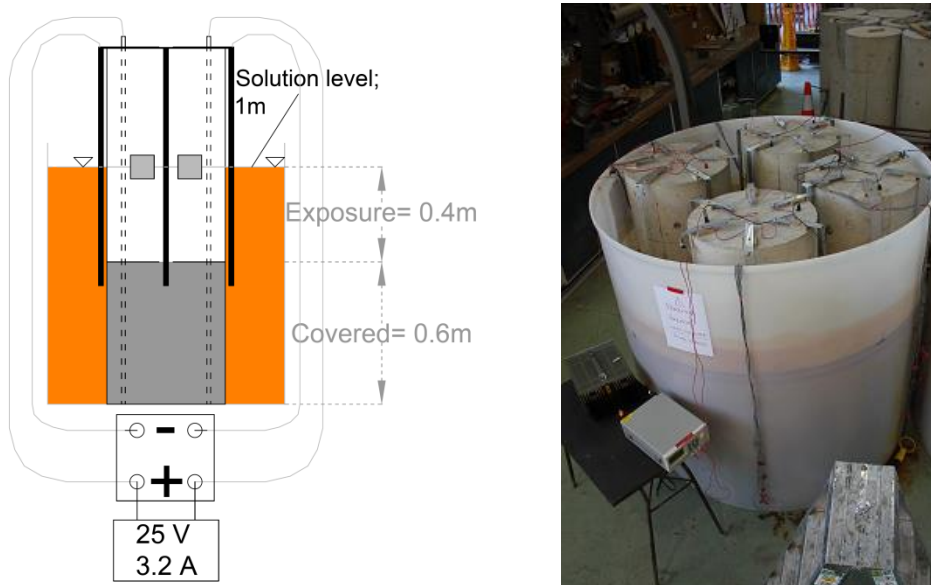 Solution level;
1m
Exposure= 0.4m
Covered= 0.6m
-
+
25 V
3.2 A